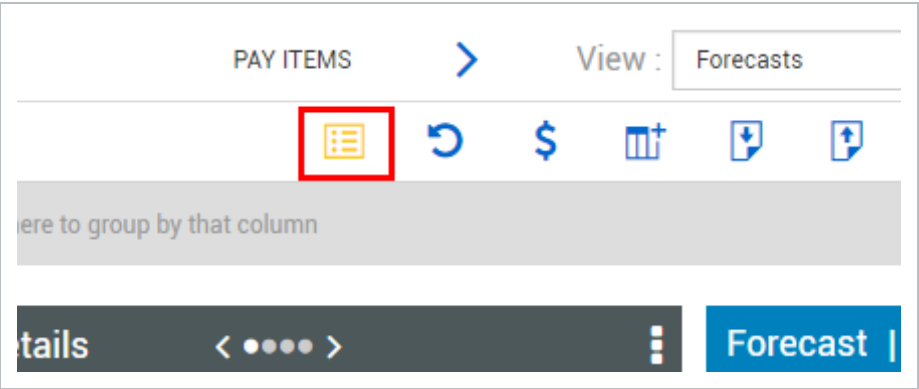 PAY ITEMS View : Forecasts
$
ere to group by that column
tails
Forecast |